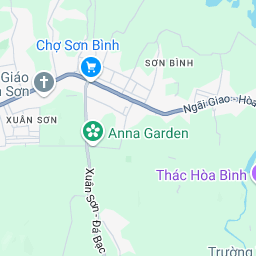 Chợ Sơn Bình
SƠN BÌNH
Giáo
Sơn
Ngãi Giao - Hòa
XUÂN SƠN
Anna Garden
Xuân Sơn - Đá Bạc
Thác Hòa Bình
Trường